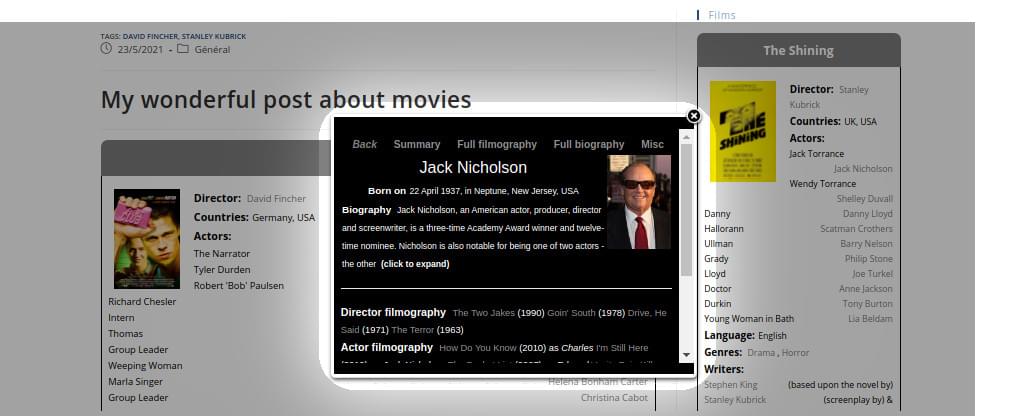 Films
TAGS: DAVID FINCHER, STANLEY KUBRICK
23/5/2021 - Général
My wonderful post about movies
Director: David Fincher
Countries: Germany, USA
Actors:
The Narrator
Tyler Durden
Robert 'Bob' Paulsen
Richard Chesler
Intern
Thomas
Group Leader
Weeping Woman
Marla Singer
Group Leader
Helena Bonham Carter
Christina Cabot
Back Summary Full filmography Full biography Misc
Jack Nicholson
Born on 22 April 1937, in Neptune, New Jersey, USA
Biography Jack Nicholson, an American actor, producer, director
and screenwriter, is a three-time Academy Award winner and twelve-
time nominee. Nicholson is also notable for being one of two actors -
the other (click to expand)
Director filmography The Two Jakes (1990) Goin' South (1978) Drive, He
Said (1971) The Terror (1963)
Actor filmography How Do You Know (2010) as Charles I'm Still Here
The Shining
THE SHiNiNG
Director: Stanley
Kubrick
Countries: UK, USA
Actors:
Jack Torrance
Jack Nicholson
Wendy Torrance
Shelley Duvall
Danny Danny Lloyd
Hallorann Scatman Crothers
Ullman Barry Nelson
Grady Philip Stone
Lloyd Joe Turkel
Doctor Anne Jackson
Durkin Tony Burton
Young Woman in Bath Lia Beldam
Language: English
Genres: Drama , Horror
Writers:
Stephen King (based upon the novel by)
Stanley Kubrick (screenplay by) &